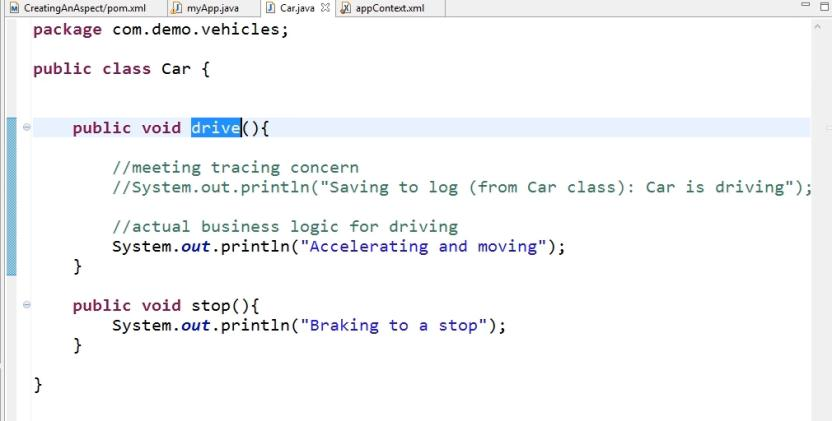 CreatingAnAspect/pom.xml myApp.java Car.java appContext.xml
package com.demo.vehicles;
public class Car {
public void drive(){
//meeting tracing concern
//System.out.println("Saving to log (from Car class): Car is driving");
//actual business logic for driving
System.out.println("Accelerating and moving");
}
public void stop(){
System.out.println("Braking to a stop");
}
}